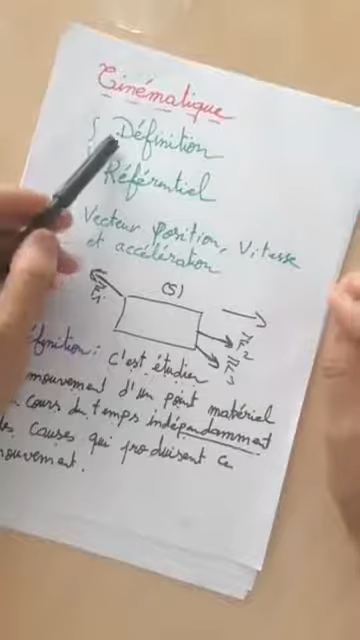 Cinématique
Définition
Référentiel
Vecteur Position, Vitesse
et accélération
(S)
F₁
F₂
F₃
éfinition : C'est étudier
mouvement d'un point matériel
cours du temps indépendamment
des causes qui produisent ce
mouvement.